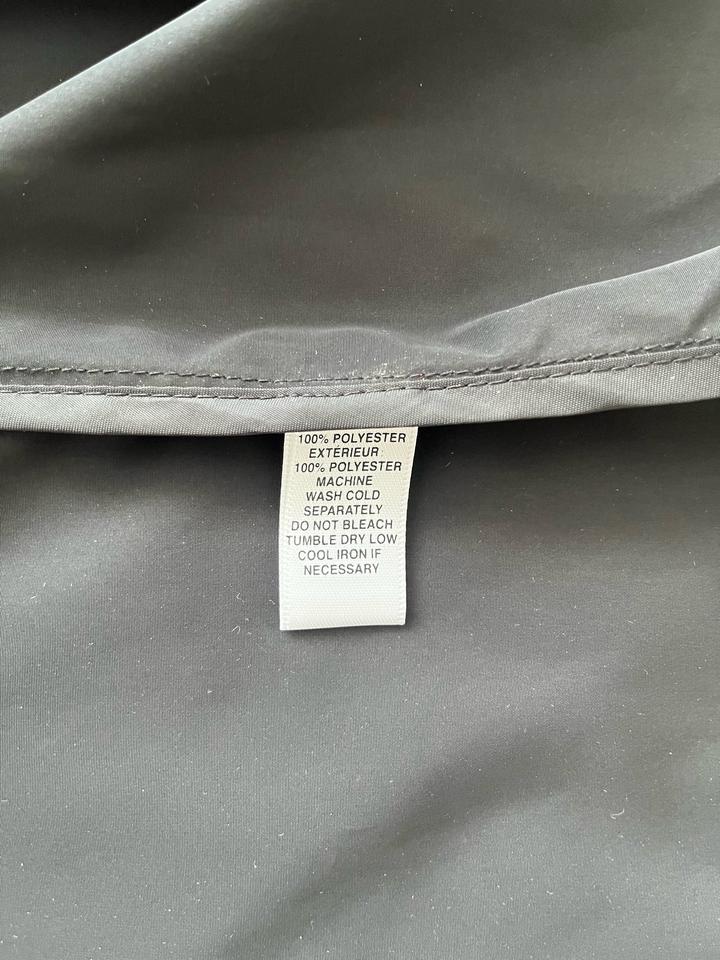 100% POLYESTER
EXTÉRIEUR:
100% POLYESTER
MACHINE
WASH COLD
SEPARATELY
DO NOT BLEACH
TUMBLE DRY LOW
COOL IRON IF
NECESSARY